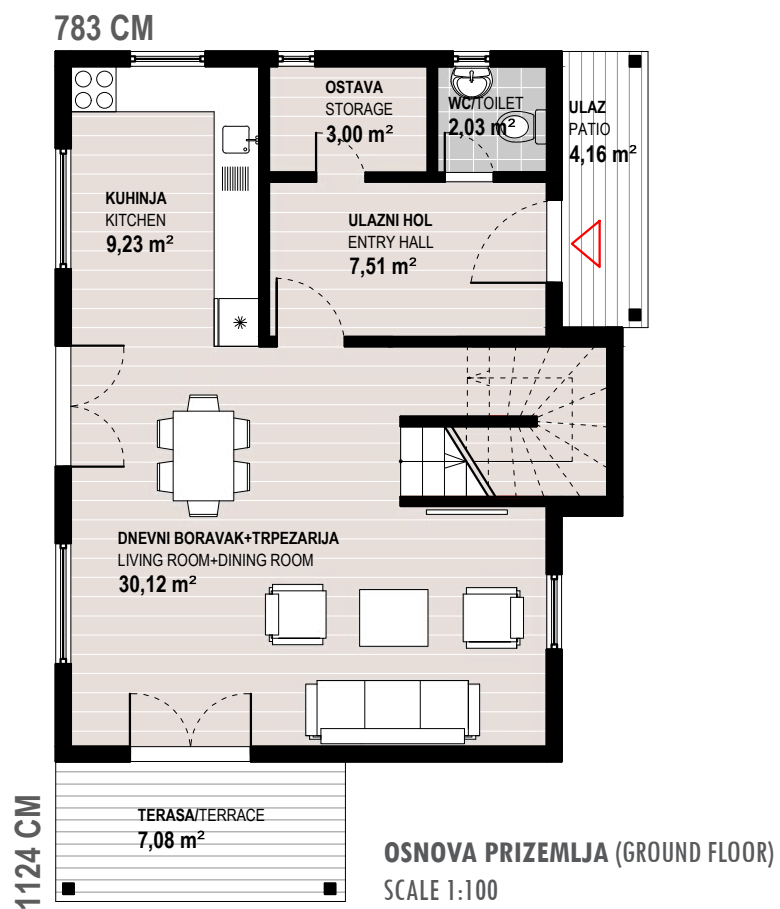 783 CM
OSTAVA
STORAGE
3,00 m²
WC/TOILET
2,03 m²
ULAZ
PATIO
4,16 m²
KUHINJA
KITCHEN
9,23 m²
ULAZNI HOL
ENTRY HALL
7,51 m²
DNEVNI BORAVAK+TRPEZARIJA
LIVING ROOM+DINING ROOM
30,12 m²
TERASA/TERRACE
7,08 m²
1124 CM
OSNOVA PRIZEMLJA (GROUND FLOOR)
SCALE 1:100